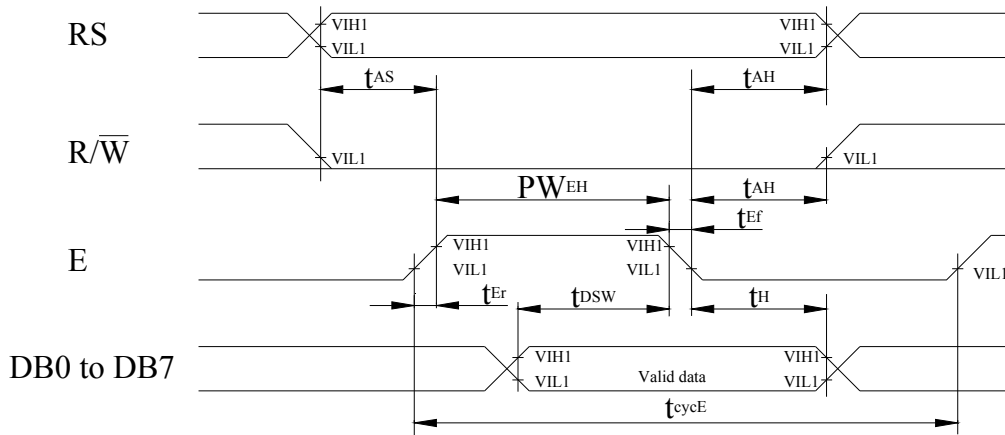 RS
VIH1
VIL1
VIH1
VIL1
tAS
tAH
R/W̅
VIL1
VIL1
PWEH
tAH
tEf
E
VIH1
VIL1
VIH1
VIL1
VIL1
tEr
tDSW
tH
DB0 to DB7
VIH1
VIL1
Valid data
VIH1
VIL1
tcycE